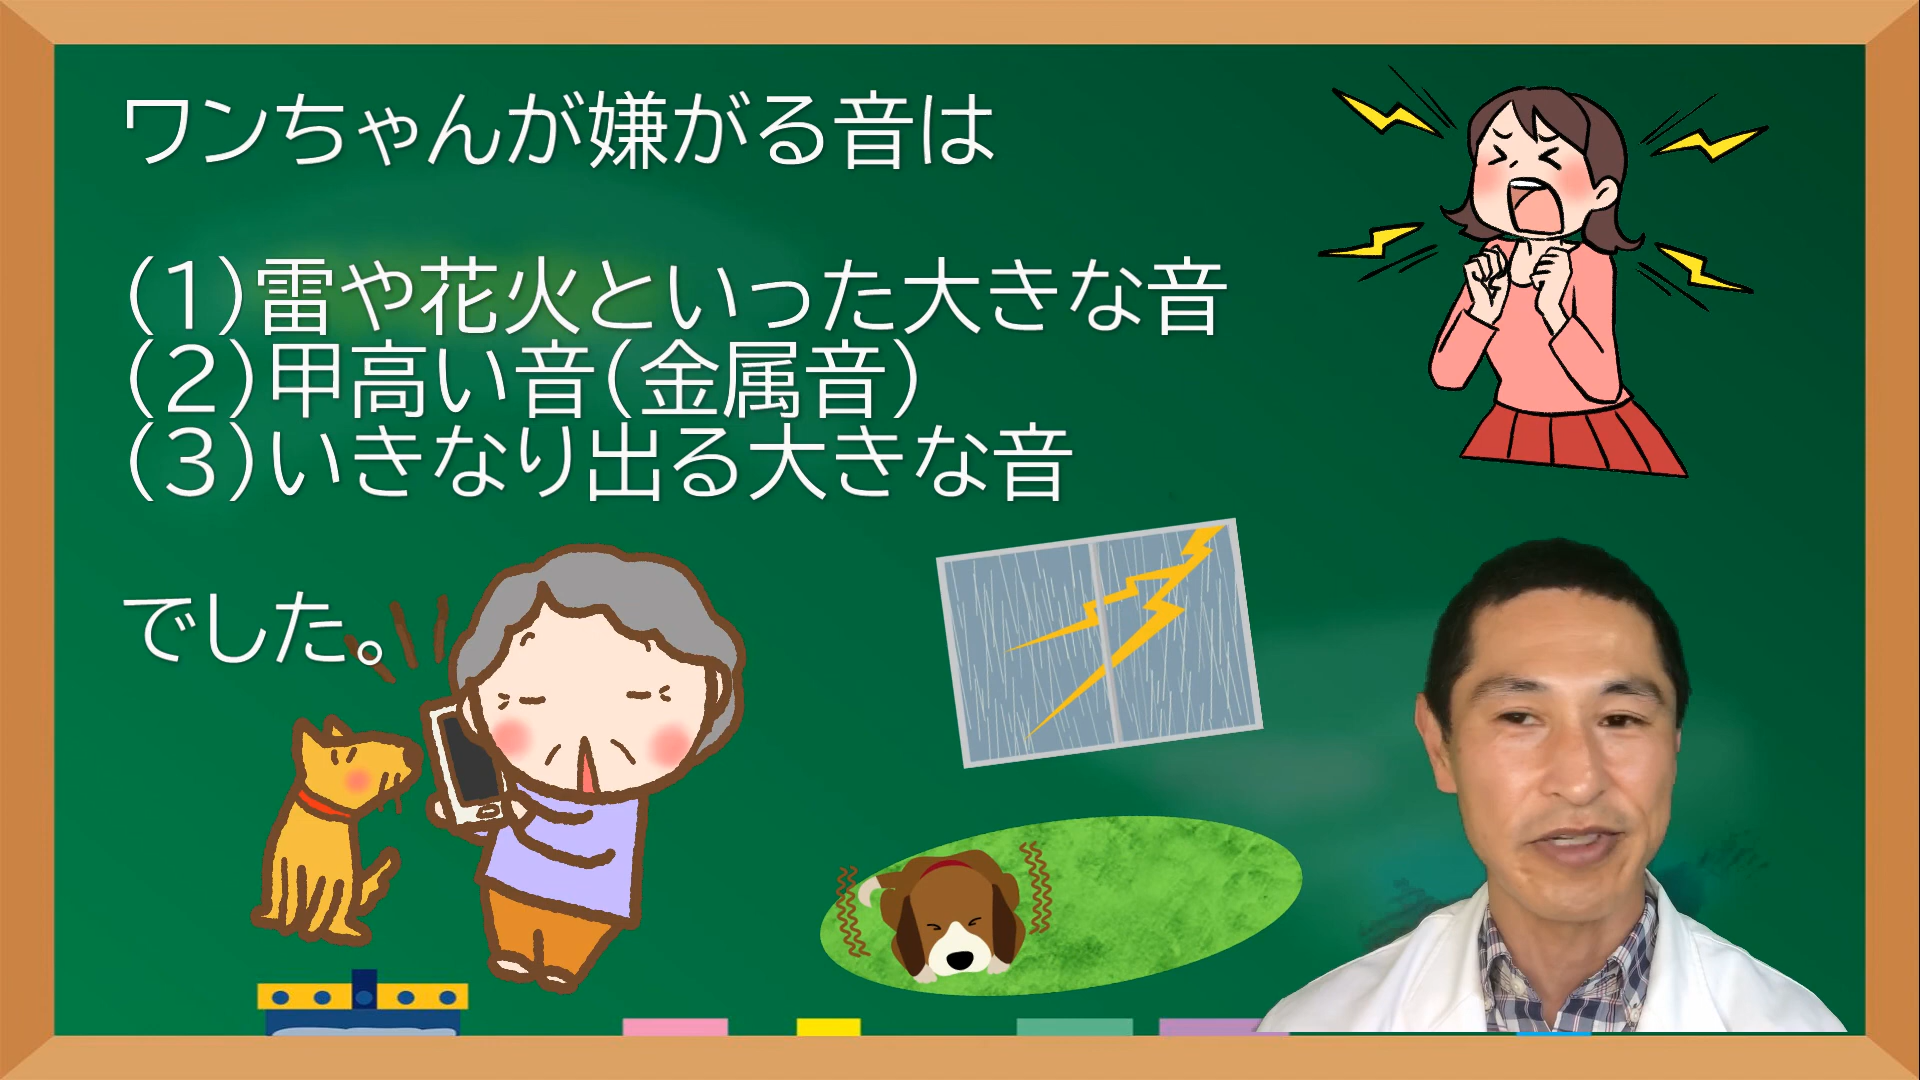 ワンちゃんが嫌がる音は
(1)雷や花火といった大きな音
(2)甲高い音(金属音)
(3)いきなり出る大きな音
でした。